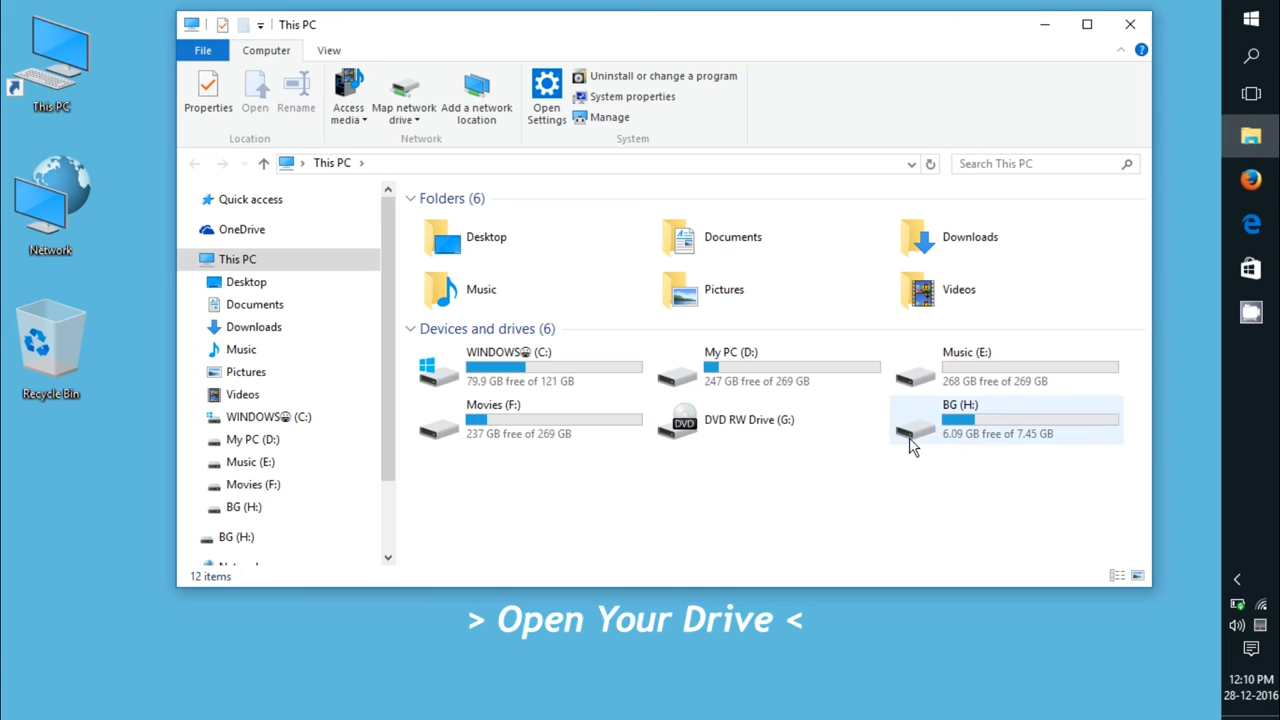 This PC
File Computer View
Properties Open Rename
Location
Access media Map network drive Add a network location
Network
Open Settings
Uninstall or change a program
System properties
Manage
System
This PC
Search This PC
Quick access
OneDrive
This PC
Desktop
Documents
Downloads
Music
Pictures
Videos
WINDOWS😀 (C:)
My PC (D:)
Music (E:)
Movies (F:)
BG (H:)
BG (H:)
Folders (6)
Desktop Documents Downloads
Music Pictures Videos
Devices and drives (6)
WINDOWS😀 (C:)
79.9 GB free of 121 GB
My PC (D:)
247 GB free of 269 GB
Music (E:)
268 GB free of 269 GB
Movies (F:)
237 GB free of 269 GB
DVD RW Drive (G:)
DVD
BG (H:)
6.09 GB free of 7.45 GB
12 items
This PC
Network
Recycle Bin
> Open Your Drive <
12:10 PM
28-12-2016